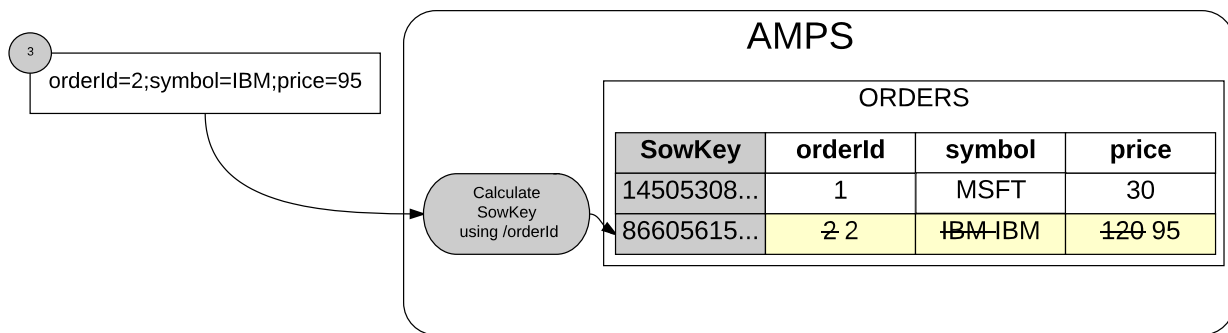 AMPS
3
orderId=2;symbol=IBM;price=95
ORDERS
SowKey orderId symbol price
14505308... 1 MSFT 30
Calculate
SowKey
using /orderId
86605615... 2 2 IBM IBM 120 95